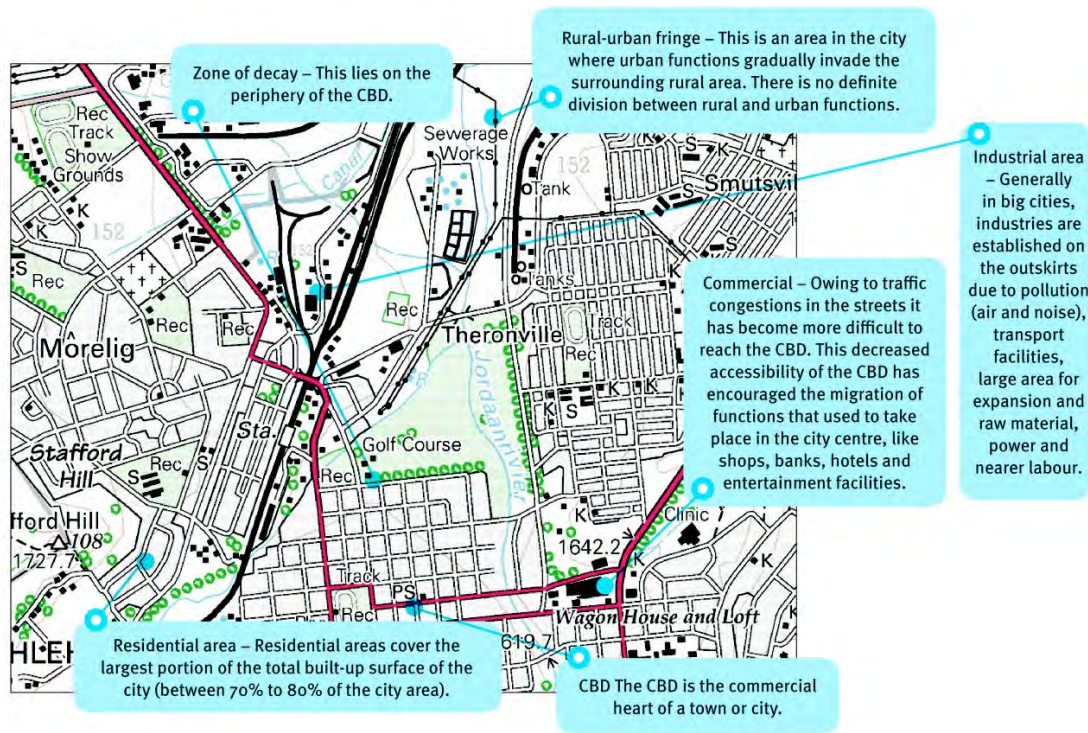 Zone of decay – This lies on the
periphery of the CBD.
Rural-urban fringe – This is an area in the city
where urban functions gradually invade the
surrounding rural area. There is no definite
division between rural and urban functions.
Industrial area
– Generally
in big cities,
industries are
established on
the outskirts
due to pollution
(air and noise),
transport
facilities,
large area for
expansion and
raw material,
power and
nearer labour.
Commercial – Owing to traffic
congestions in the streets it
has become more difficult to
reach the CBD. This decreased
accessibility of the CBD has
encouraged the migration of
functions that used to take
place in the city centre, like
shops, banks, hotels and
entertainment facilities.
Residential area – Residential areas cover the
largest portion of the total built-up surface of the
city (between 70% to 80% of the city area).
CBD The CBD is the commercial
heart of a town or city.
Rec
Track
Show
Grounds
K
K
152
S
Rec
Rec
Rec
Môrelig
Stafford
Hill
Rec
S
S
fford Hill
108
1727.7
HLEH
Canal
152
Sta.
Sewerage
Works
Tank
152
Tanks
S
K
S
Smutsvil
S
K
Rec
Theronville
Track
Rec
K
K
S
K
S
K
Jordaanrivier
Golf Course
Rec
K
Clinic
1642.2
K
K
Track
PS
Rec
Wagon House and Loft
619.7
K